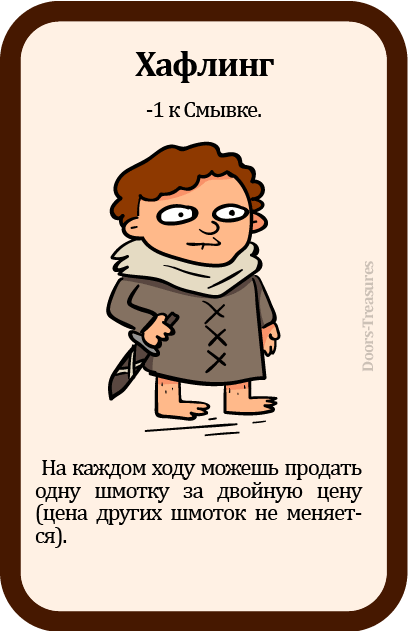 Хафлинг
-1 к Смывке.
Doors-Treasures
На каждом ходу можешь продать
одну шмотку за двойную цену
(цена других шмоток не меняет-
ся).